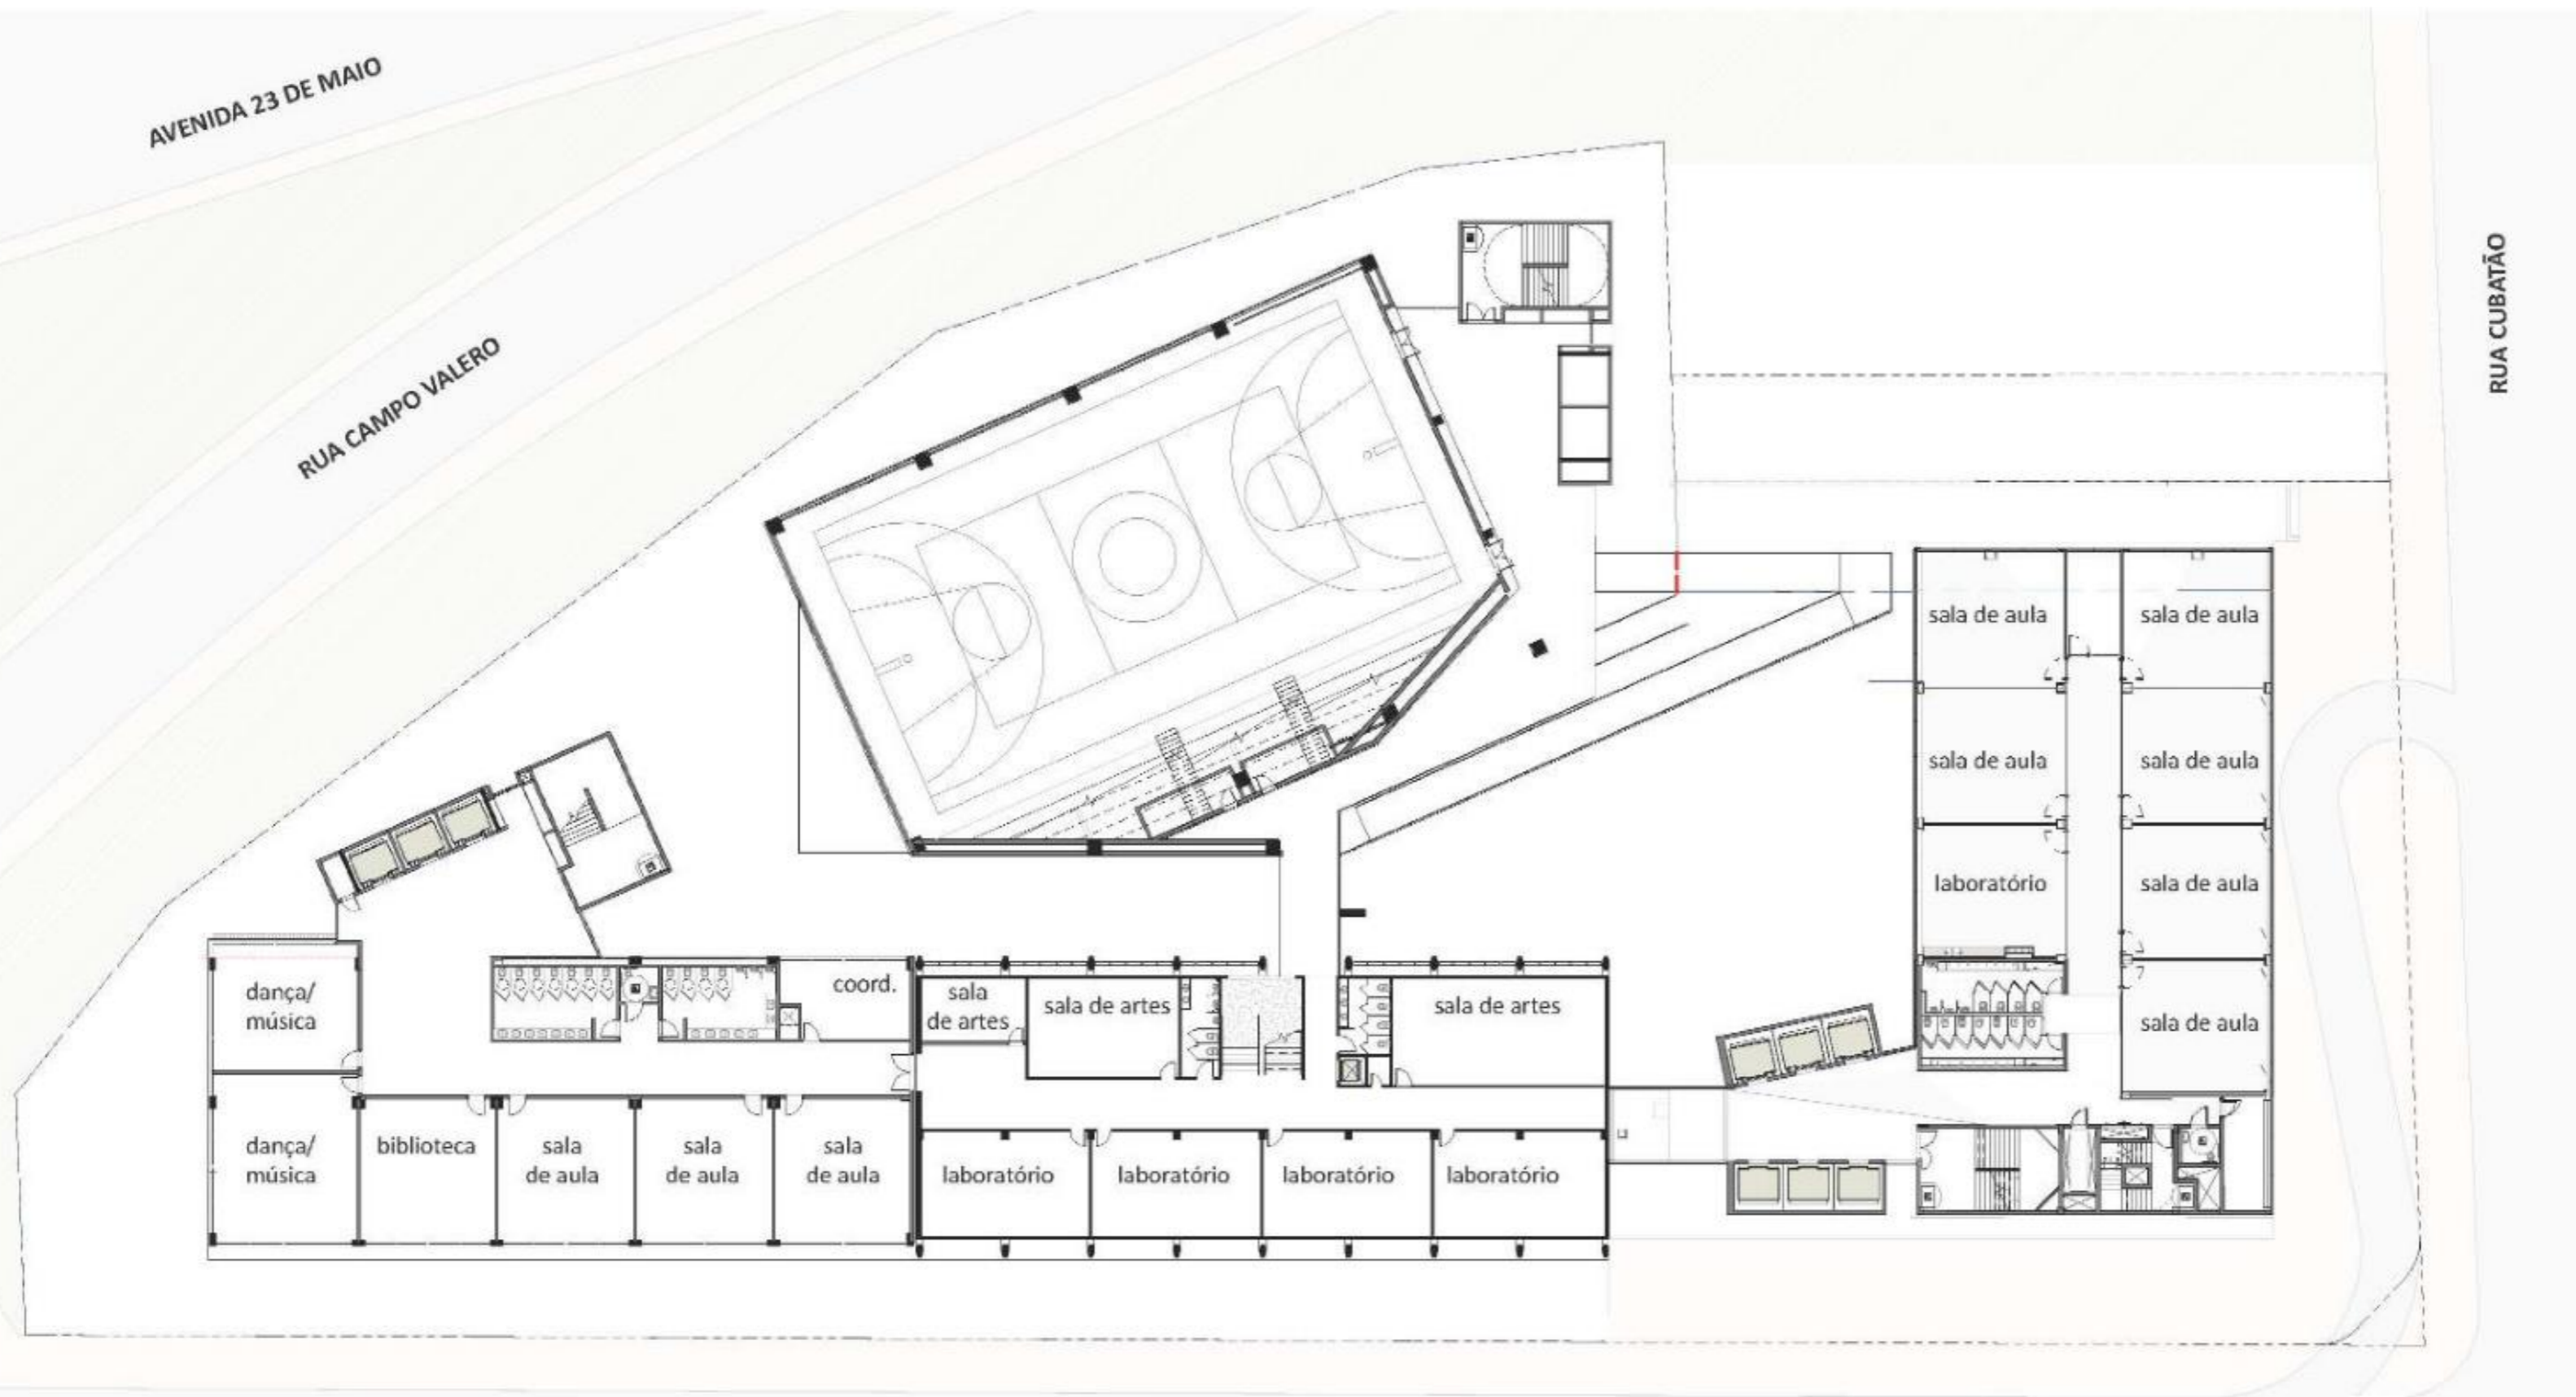 AVENIDA 23 DE MAIO
RUA CAMPO VALERO
RUA CUBATÃO
sala de aula
sala de aula
sala de aula
sala de aula
laboratório
sala de aula
sala de aula
dança/
música
coord.
sala
de artes
sala de artes
sala de artes
dança/
música
biblioteca
sala
de aula
sala
de aula
sala
de aula
laboratório
laboratório
laboratório
laboratório